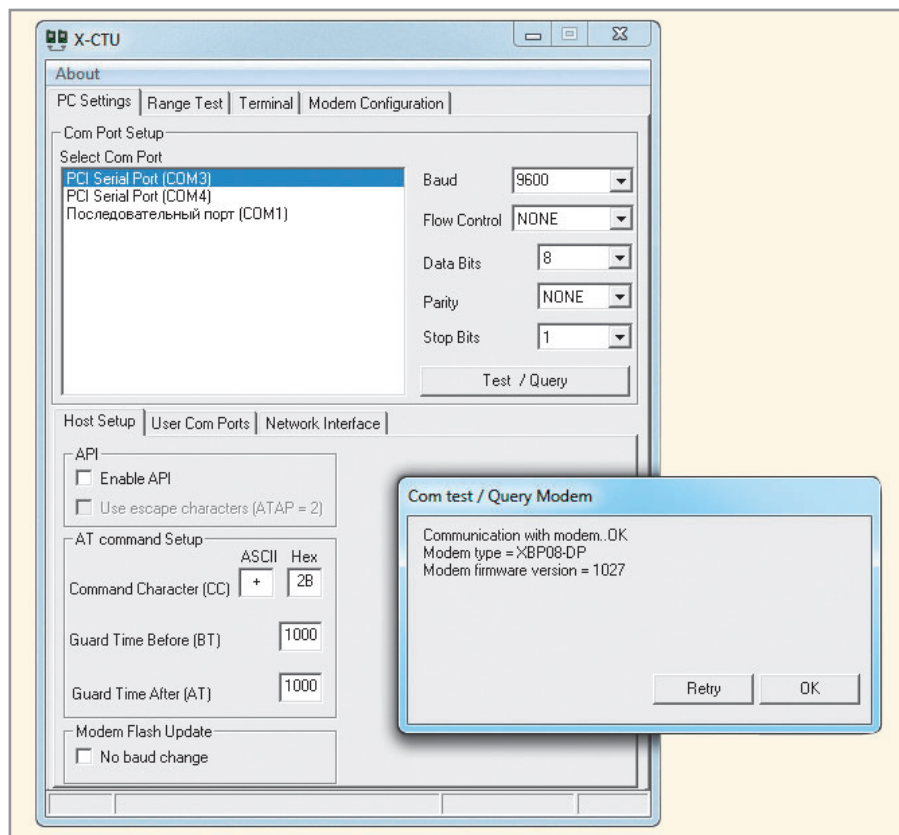 X-CTU
About
PC Settings Range Test Terminal Modem Configuration
Com Port Setup
Select Com Port
PCI Serial Port (COM3)
PCI Serial Port (COM4)
Последовательный порт (COM1)
Baud 9600
Flow Control NONE
Data Bits 8
Parity NONE
Stop Bits 1
Test / Query
Host Setup User Com Ports Network Interface
API
Enable API
Use escape characters (ATAP = 2)
AT command Setup
ASCII Hex
Command Character (CC) + 2B
Guard Time Before (BT) 1000
Guard Time After (AT) 1000
Modem Flash Update
No baud change
Com test / Query Modem
Communication with modem..OK
Modem type = XBP08-DP
Modem firmware version = 1027
Retry OK